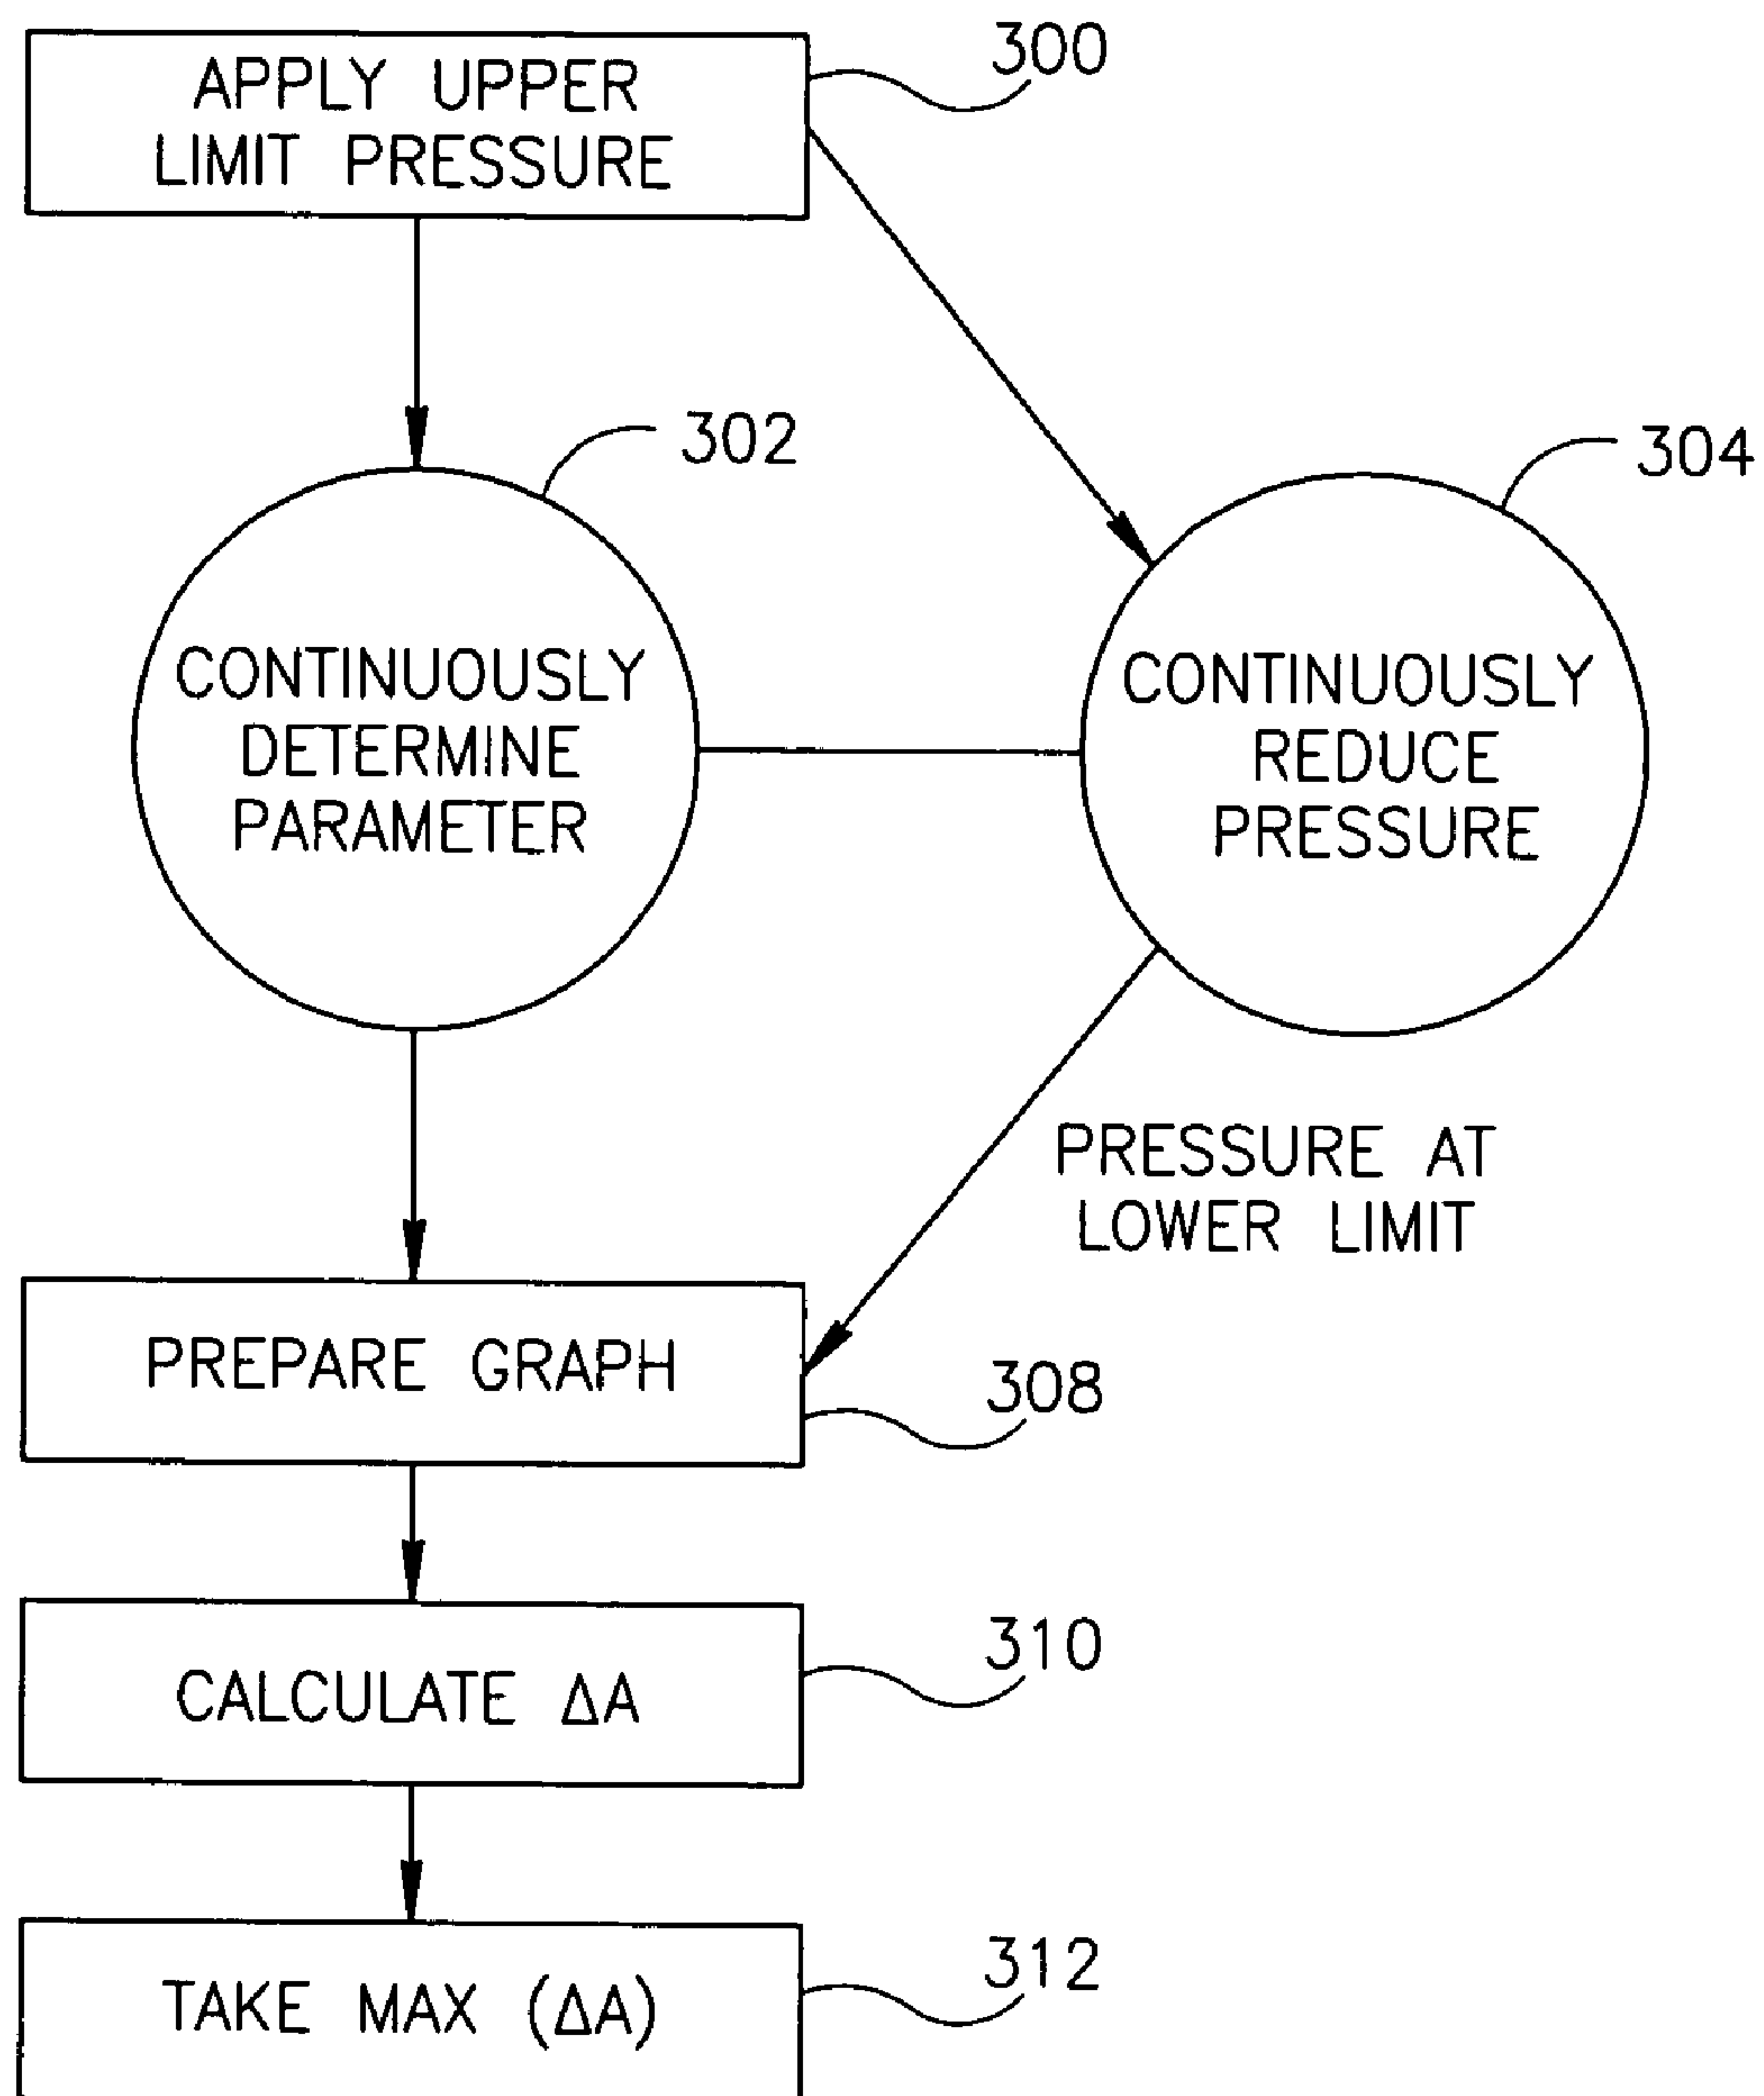 APPLY UPPER
LIMIT PRESSURE
300
302
304
CONTINUOUSLY
DETERMINE
PARAMETER
CONTINUOUSLY
REDUCE
PRESSURE
PRESSURE AT
LOWER LIMIT
PREPARE GRAPH
308
CALCULATE ΔA
310
TAKE MAX (ΔA)
312